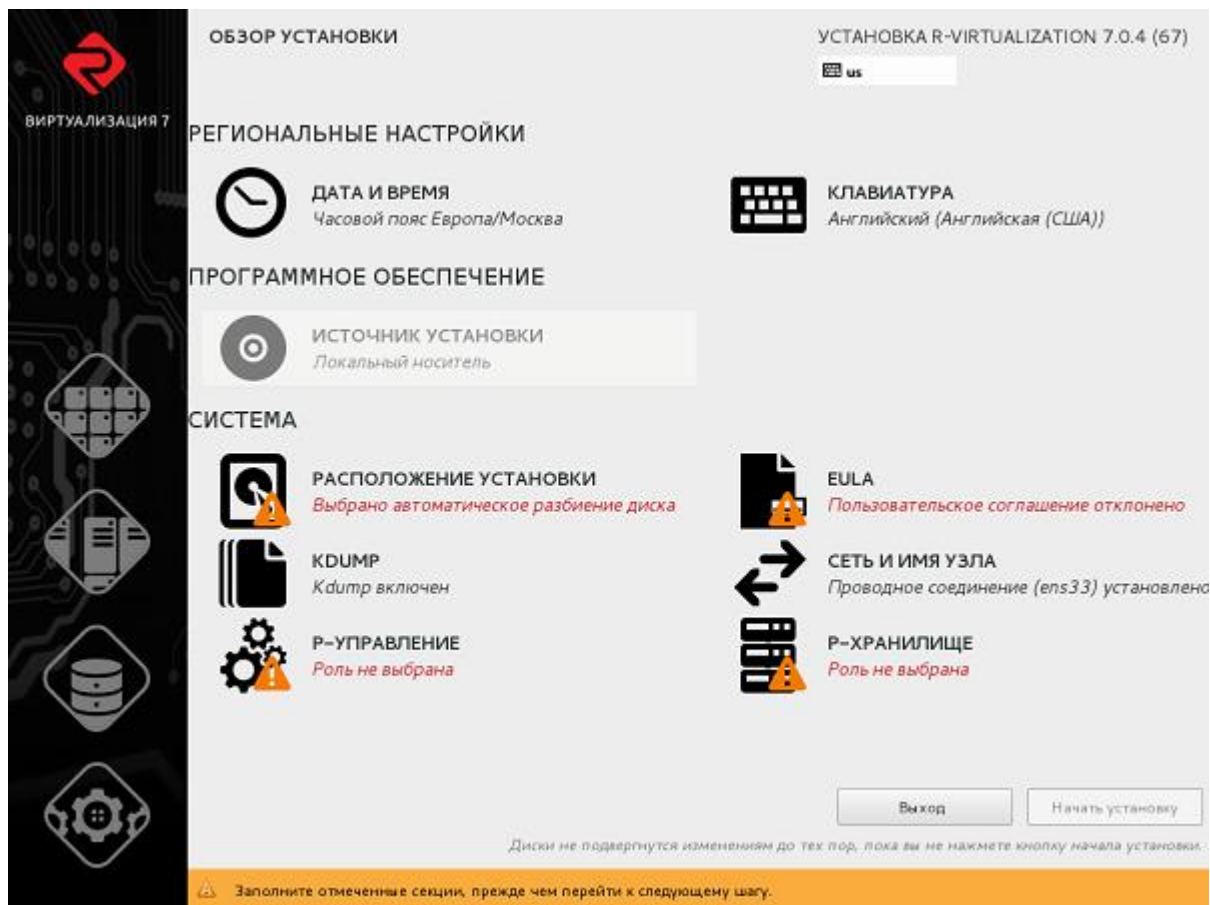 ВИРТУАЛИЗАЦИЯ 7
ОБЗОР УСТАНОВКИ
УСТАНОВКА R-VIRTUALIZATION 7.0.4 (67)
us
РЕГИОНАЛЬНЫЕ НАСТРОЙКИ
ДАТА И ВРЕМЯ
Часовой пояс Европа/Москва
КЛАВИАТУРА
Английский (Английская (США))
ПРОГРАММНОЕ ОБЕСПЕЧЕНИЕ
ИСТОЧНИК УСТАНОВКИ
Локальный носитель
СИСТЕМА
РАСПОЛОЖЕНИЕ УСТАНОВКИ
Выбрано автоматическое разбиение диска
EULA
Пользовательское соглашение отклонено
KDUMP
Kdump включен
СЕТЬ И ИМЯ УЗЛА
Проводное соединение (ens33) установлено
Р-УПРАВЛЕНИЕ
Роль не выбрана
Р-ХРАНИЛИЩЕ
Роль не выбрана
Выход
Начать установку
Диски не подвергнутся изменениям до тех пор, пока вы не нажмете кнопку начала установки.
Заполните отмеченные секции, прежде чем перейти к следующему шагу.